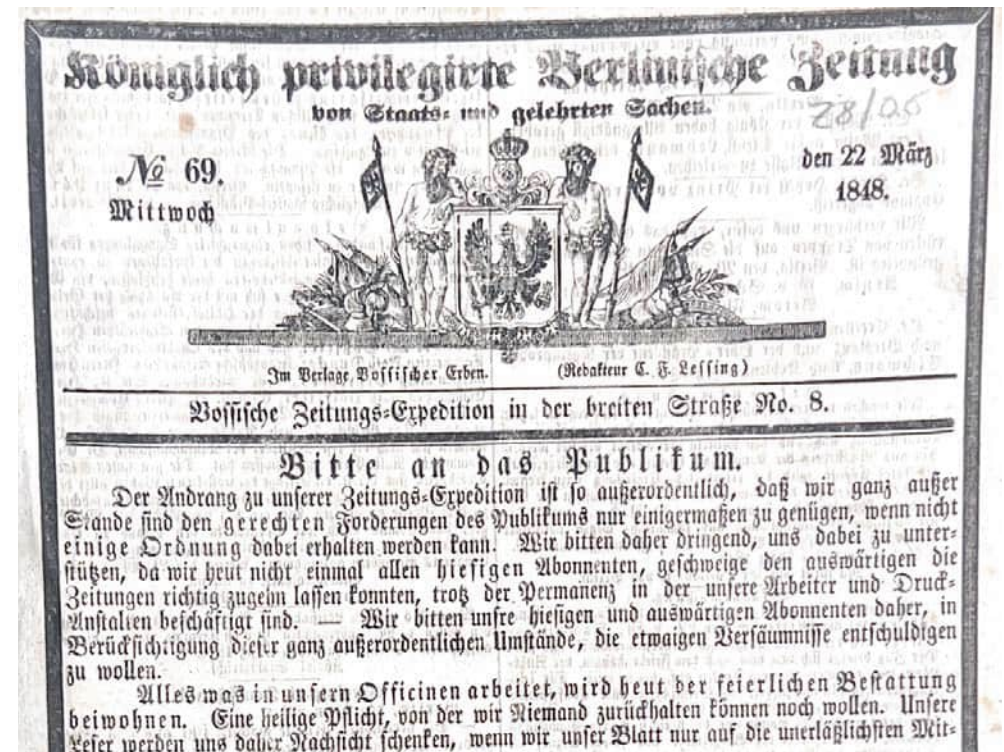 Königlich privilegirte Berlinische Zeitung
von Staats- und gelehrten Sachen.
28/05
№ 69.
Mittwoch
den 22 März
1848.
Im Verlage Vossischer Erben.
(Redakteur C. F. Lessing)
Vossische Zeitungs-Expedition in der breiten Straße No. 8.
Bitte an das Publikum.
Der Andrang zu unserer Zeitungs-Expedition ist so außerordentlich, daß wir ganz außer
Stande sind den gerechten Forderungen des Publikums nur einigermaßen zu genügen, wenn nicht
einige Ordnung dabei erhalten werden kann. Wir bitten daher dringend, uns dabei zu unter-
stützen, da wir heut nicht einmal allen hiesigen Abonnenten, geschweige den auswärtigen die
Zeitungen richtig zugehn lassen konnten, trotz der Permanenz in der unsere Arbeiter und Druck-
Anstalten beschäftigt sind. — Wir bitten unsre hiesigen und auswärtigen Abonnenten daher, in
Berücksichtigung dieser ganz außerordentlichen Umstände, die etwaigen Versäumnisse entschuldigen
zu wollen.
Alles was in unsern Officinen arbeitet, wird heut der feierlichen Bestattung
beiwohnen. Eine heilige Pflicht, von der wir Niemand zurückhalten können noch wollen. Unsere
Leser werden uns daher Nachsicht schenken, wenn wir unser Blatt nur auf die unerläßlichsten Mit-